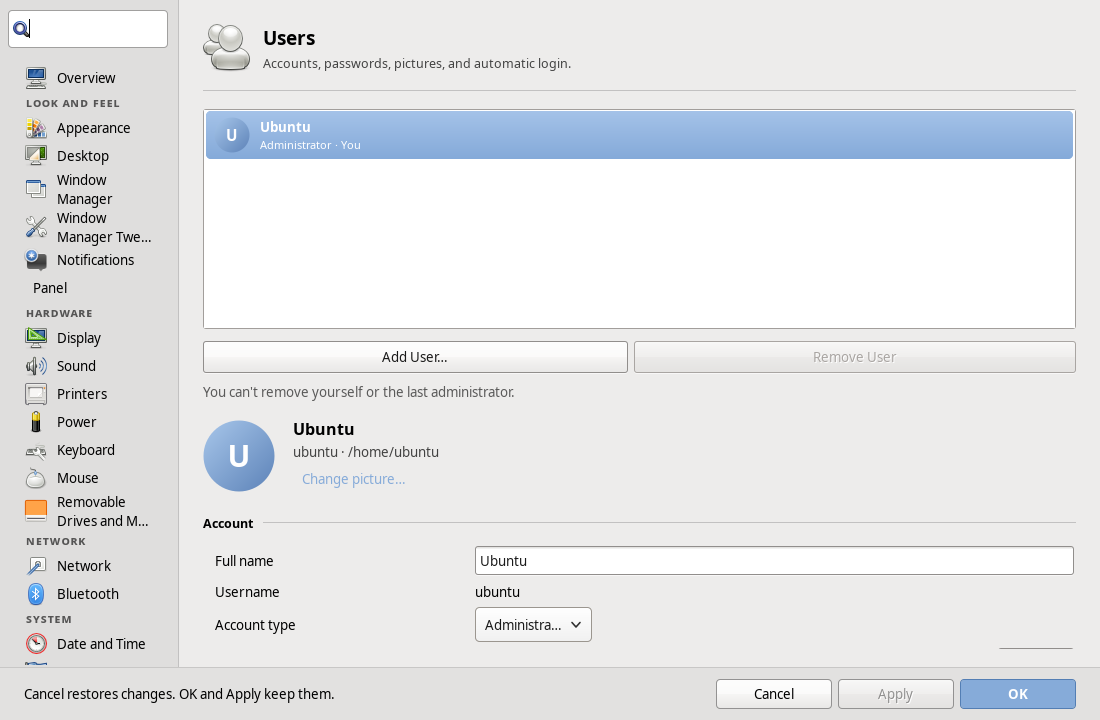 Overview
LOOK AND FEEL
Appearance
Desktop
Window
Manager
Window
Manager Twe...
Notifications
Panel
HARDWARE
Display
Sound
Printers
Power
Keyboard
Mouse
Removable
Drives and M...
NETWORK
Network
Bluetooth
SYSTEM
Date and Time
Users
Accounts, passwords, pictures, and automatic login.
U
Ubuntu
Administrator · You
Add User...
Remove User
You can't remove yourself or the last administrator.
U
Ubuntu
ubuntu · /home/ubuntu
Change picture...
Account
Full name
Ubuntu
Username
ubuntu
Account type
Administra...
Cancel restores changes. OK and Apply keep them.
Cancel
Apply
OK